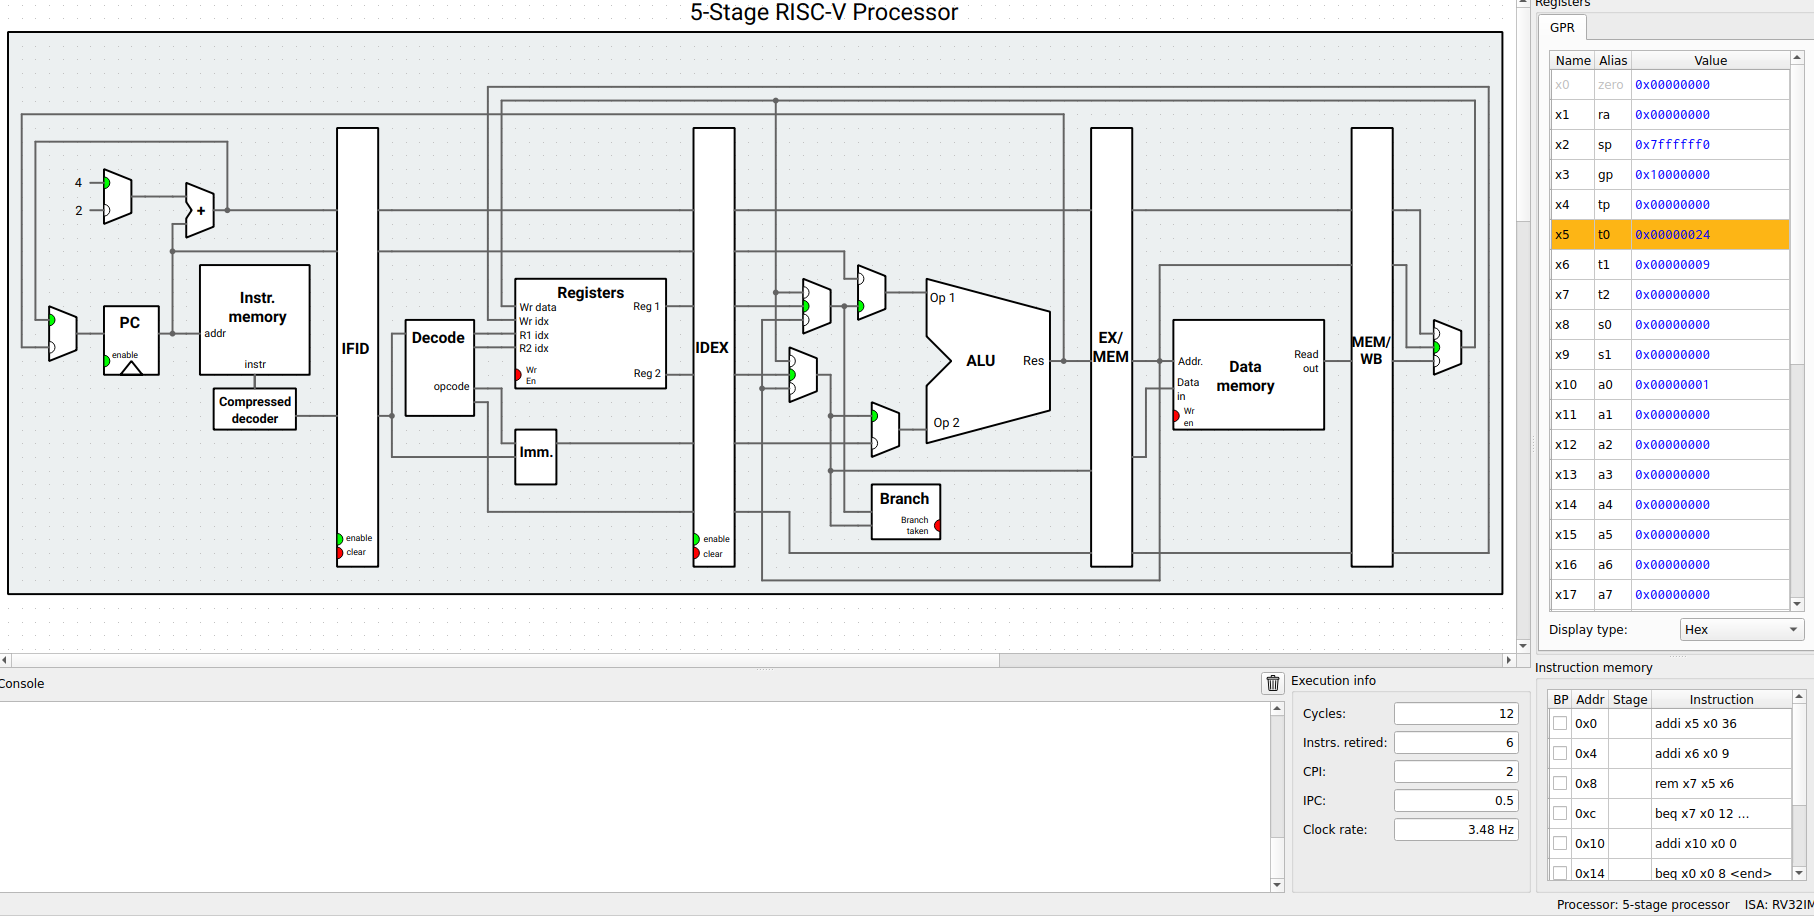 5-Stage RISC-V Processor
4
2
+
PC
enable
Instr.
memory
addr
instr
Compressed
decoder
IFID
enable
clear
Decode
opcode
Registers
Wr data
Wr idx
R1 idx
R2 idx
Wr
En
Reg 1
Reg 2
Imm.
IDEX
enable
clear
Op 1
ALU
Res
Op 2
Branch
Branch
taken
EX/
MEM
Addr.
Data
in
Wr
en
Data
memory
Read
out
MEM/
WB
Console
Execution info
Cycles: 12
Instrs. retired: 6
CPI: 2
IPC: 0.5
Clock rate: 3.48 Hz
Registers
GPR
Name Alias Value
x0 zero 0x00000000
x1 ra 0x00000000
x2 sp 0x7ffffff0
x3 gp 0x10000000
x4 tp 0x00000000
x5 t0 0x00000024
x6 t1 0x00000009
x7 t2 0x00000000
x8 s0 0x00000000
x9 s1 0x00000000
x10 a0 0x00000001
x11 a1 0x00000000
x12 a2 0x00000000
x13 a3 0x00000000
x14 a4 0x00000000
x15 a5 0x00000000
x16 a6 0x00000000
x17 a7 0x00000000
Display type: Hex
Instruction memory
BP Addr Stage Instruction
0x0 addi x5 x0 36
0x4 addi x6 x0 9
0x8 rem x7 x5 x6
0xc beq x7 x0 12 ...
0x10 addi x10 x0 0
0x14 beq x0 x0 8 <end>
Processor: 5-stage processor ISA: RV32IM